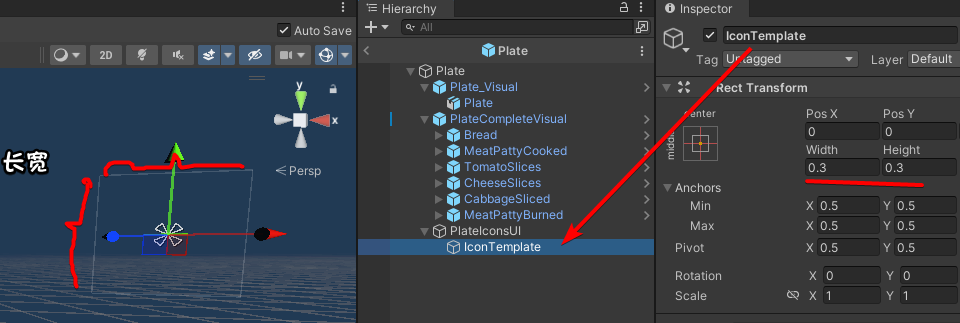 Auto Save
2D
y
x
Persp
长宽
Hierarchy
All
Plate
Plate
Plate_Visual
Plate
PlateCompleteVisual
Bread
MeatPattyCooked
TomatoSlices
CheeseSlices
CabbageSliced
MeatPattyBurned
PlateIconsUI
IconTemplate
Inspector
IconTemplate
Tag Untagged Layer Default
Rect Transform
center
middle
Pos X Pos Y
0 0
Width Height
0.3 0.3
Anchors
Min X 0.5 Y 0.5
Max X 0.5 Y 0.5
Pivot X 0.5 Y 0.5
Rotation X 0 Y 0
Scale X 1 Y 1